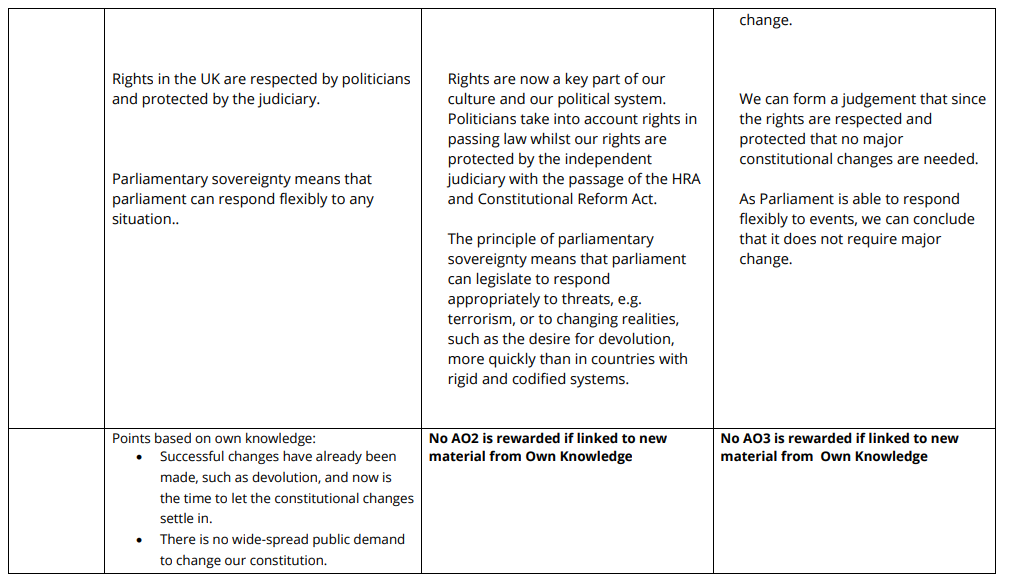 change.
Rights in the UK are respected by politicians
and protected by the judiciary.
Parliamentary sovereignty means that
parliament can respond flexibly to any
situation..
Rights are now a key part of our
culture and our political system.
Politicians take into account rights in
passing law whilst our rights are
protected by the independent
judiciary with the passage of the HRA
and Constitutional Reform Act.
The principle of parliamentary
sovereignty means that parliament
can legislate to respond
appropriately to threats, e.g.
terrorism, or to changing realities,
such as the desire for devolution,
more quickly than in countries with
rigid and codified systems.
We can form a judgement that since
the rights are respected and
protected that no major
constitutional changes are needed.
As Parliament is able to respond
flexibly to events, we can conclude
that it does not require major
change.
Points based on own knowledge:
• Successful changes have already been
made, such as devolution, and now is
the time to let the constitutional changes
settle in.
• There is no wide-spread public demand
to change our constitution.
No AO2 is rewarded if linked to new
material from Own Knowledge
No AO3 is rewarded if linked to new
material from  Own Knowledge